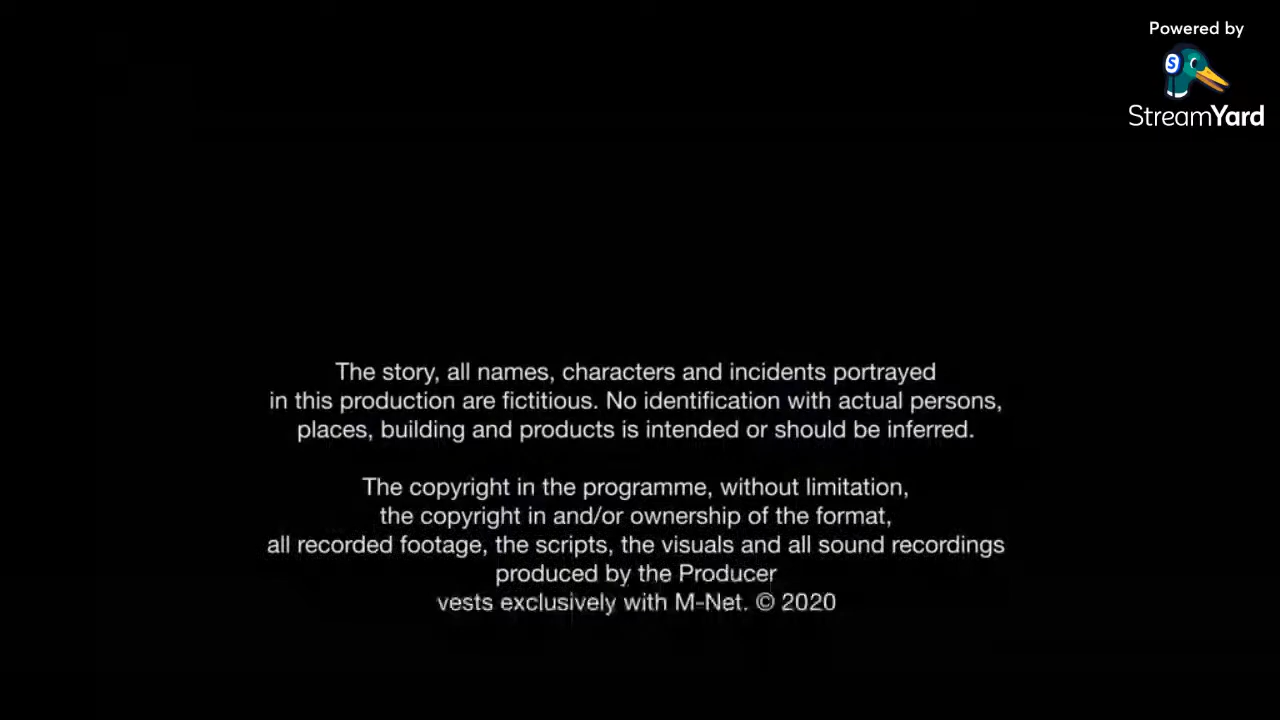 Powered by
S
StreamYard
The story, all names, characters and incidents portrayed
in this production are fictitious. No identification with actual persons,
places, building and products is intended or should be inferred.
The copyright in the programme, without limitation,
the copyright in and/or ownership of the format,
all recorded footage, the scripts, the visuals and all sound recordings
produced by the Producer
vests exclusively with M-Net. © 2020